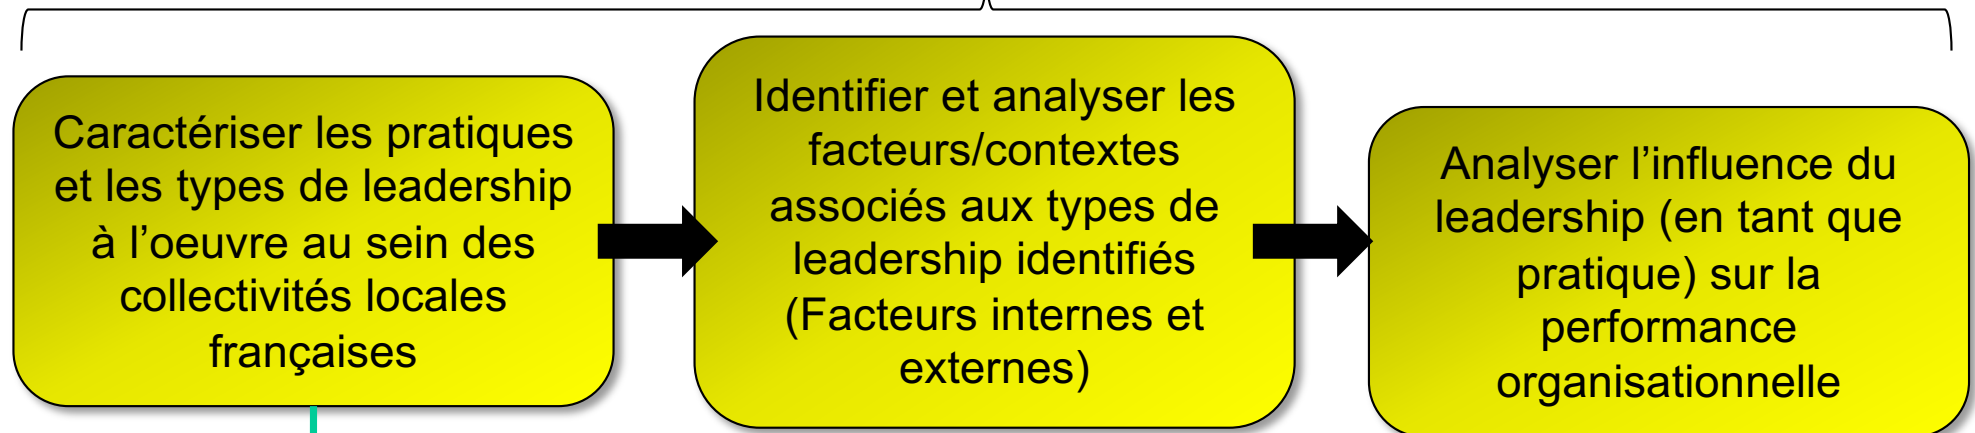 Caractériser les pratiques
et les types de leadership
à l’oeuvre au sein des
collectivités locales
françaises
Identifier et analyser les
facteurs/contextes
associés aux types de
leadership identifiés
(Facteurs internes et
externes)
Analyser l’influence du
leadership (en tant que
pratique) sur la
performance
organisationnelle